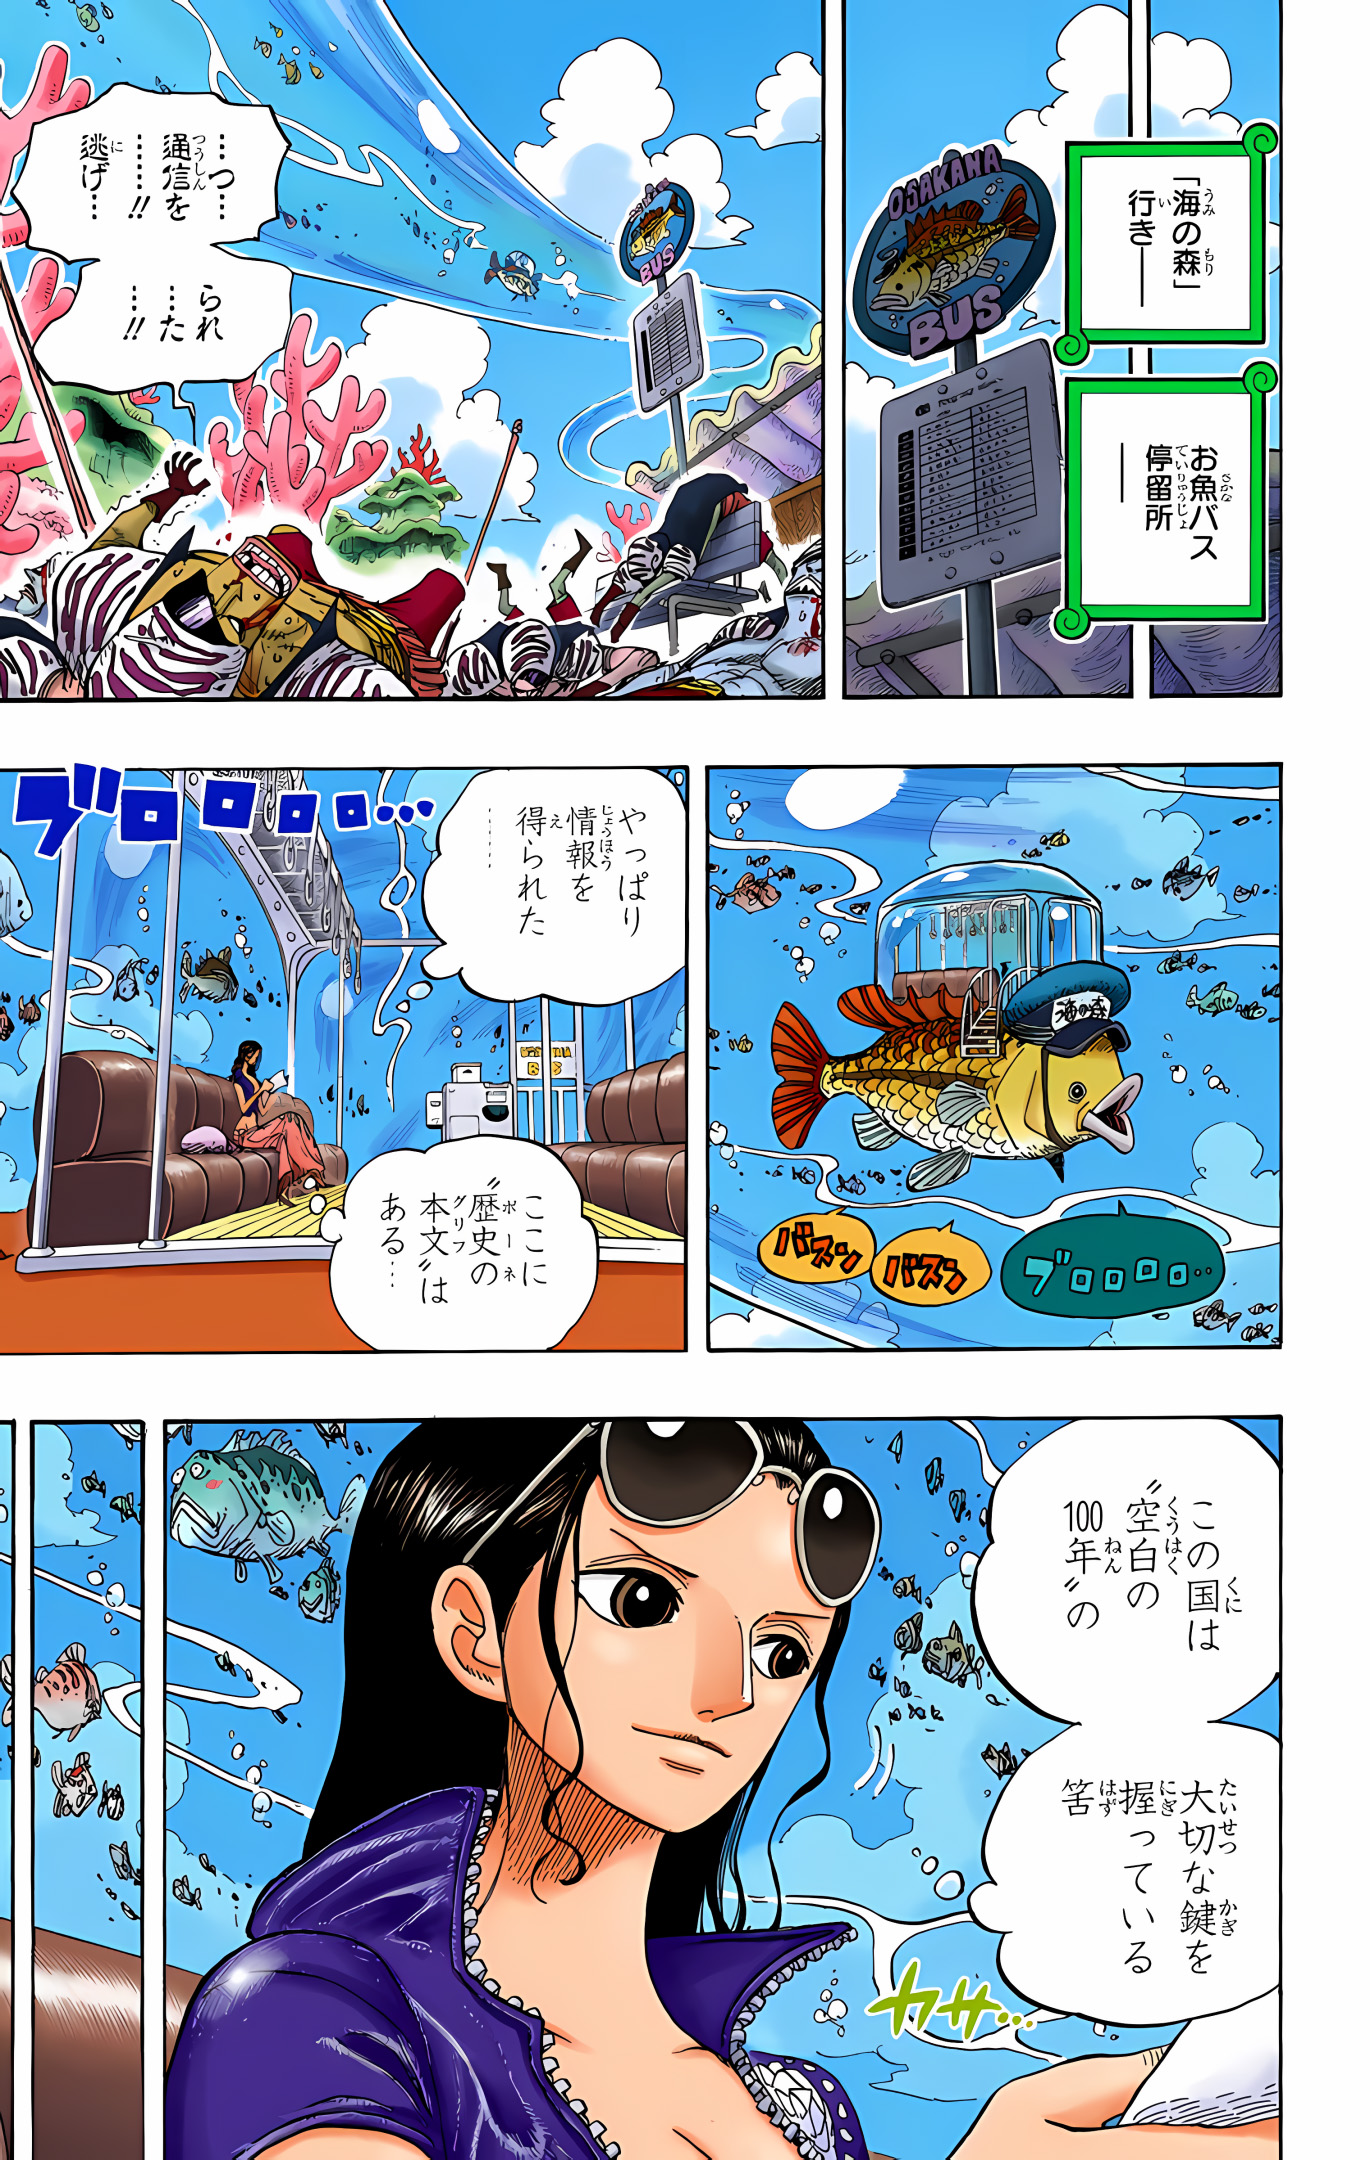 「海の森」
行き――
お魚バス
停留所
――
OSAKANA
BUS
BUS
…つ…
通信を
……!!
逃げ…
られ
…た
…!!
ブロロロロ…
バスン
バスン
海の森
やっぱり
情報を
得られた
……
ブロロロロ…
BUS
ここに
〝歴史の
本文〟は
ある…
この国は
〝空白の
100年〟の
大切な鍵を
握っている
筈
カサ…